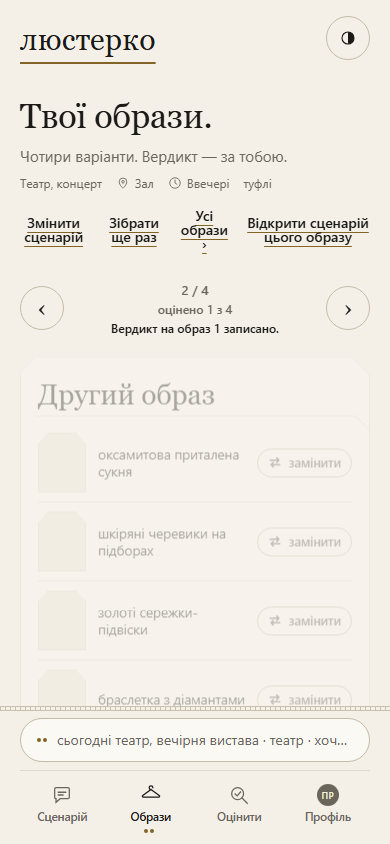 люстерко
Твої образи.
Чотири варіанти. Вердикт — за тобою.
Театр, концерт Зал Ввечері туфлі
Змінити
сценарій
Зібрати
ще раз
Усі
образи
›
Відкрити сценарій
цього образу
‹
2 / 4
оцінено 1 з 4
Вердикт на образ 1 записано.
›
Другий образ
оксамитова приталена
сукня
замінити
шкіряні черевики на
підборах
замінити
золоті сережки-
підвіски
замінити
браслетка з діамантами
замінити
сьогодні театр, вечірня вистава · театр · хоч...
Сценарій
Образи
Оцінити
ПР
Профіль